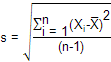 s = √(Σⁿᵢ₌₁(Xᵢ-X̄)²/(n-1))